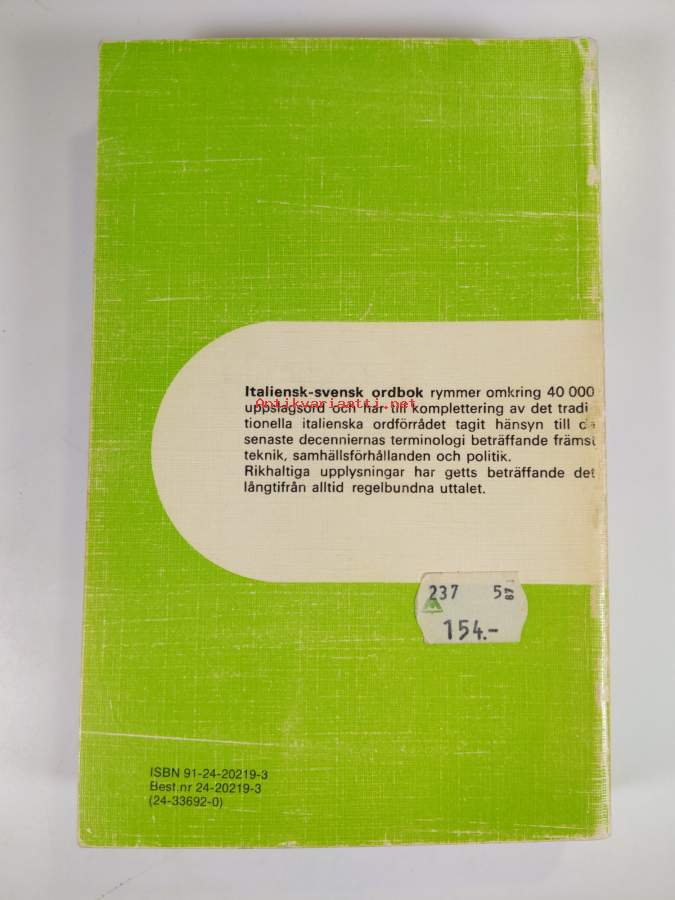 Italiensk-svensk ordbok rymmer omkring 40 000
uppslagsord och har till komplettering av det tradi-
tionella italienska ordförrådet tagit hänsyn till de
senaste decenniernas terminologi beträffande främst
teknik, samhällsförhållanden och politik.
Rikhaltiga upplysningar har getts beträffande det
långtifrån alltid regelbundna uttalet.
Antikvariantti.net
237 5 87
154.-
ISBN 91-24-20219-3
Best.nr 24-20219-3
(24-33692-0)